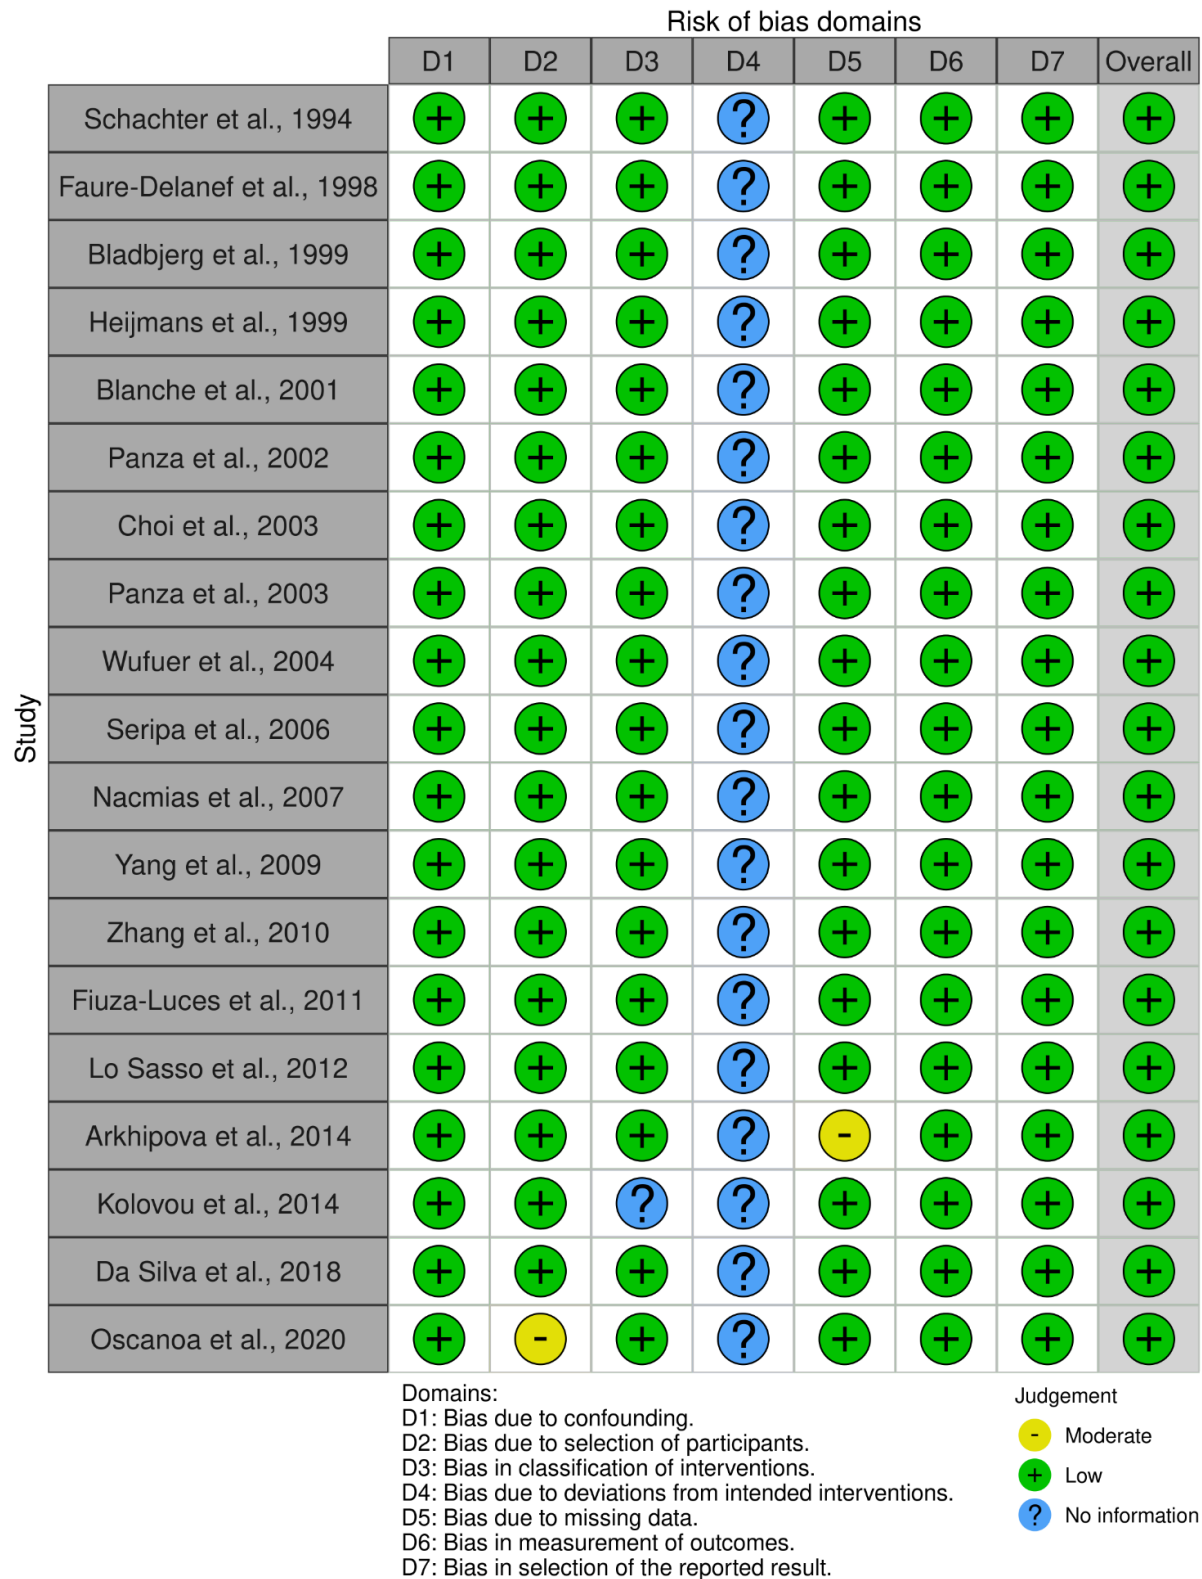 Risk of bias domains
D1 D2 D3 D4 D5 D6 D7 Overall
Study
Schachter et al., 1994 + + + ? + + + +
Faure-Delanef et al., 1998 + + + ? + + + +
Bladbjerg et al., 1999 + + + ? + + + +
Heijmans et al., 1999 + + + ? + + + +
Blanche et al., 2001 + + + ? + + + +
Panza et al., 2002 + + + ? + + + +
Choi et al., 2003 + + + ? + + + +
Panza et al., 2003 + + + ? + + + +
Wufuer et al., 2004 + + + ? + + + +
Seripa et al., 2006 + + + ? + + + +
Nacmias et al., 2007 + + + ? + + + +
Yang et al., 2009 + + + ? + + + +
Zhang et al., 2010 + + + ? + + + +
Fiuza-Luces et al., 2011 + + + ? + + + +
Lo Sasso et al., 2012 + + + ? + + + +
Arkhipova et al., 2014 + + + ? - + + +
Kolovou et al., 2014 + + ? ? + + + +
Da Silva et al., 2018 + + + ? + + + +
Oscanoa et al., 2020 + - + ? + + + +
Domains:
D1: Bias due to confounding.
D2: Bias due to selection of participants.
D3: Bias in classification of interventions.
D4: Bias due to deviations from intended interventions.
D5: Bias due to missing data.
D6: Bias in measurement of outcomes.
D7: Bias in selection of the reported result.
Judgement
- Moderate
+ Low
? No information